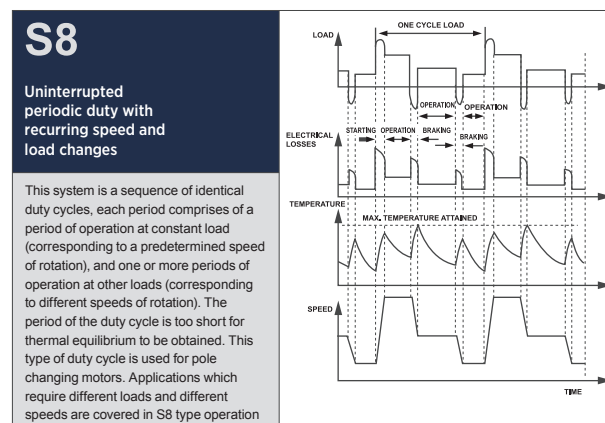 S8
Uninterrupted
periodic duty with
recurring speed and
load changes
This system is a sequence of identical
duty cycles, each period comprises of a
period of operation at constant load
(corresponding to a predetermined speed
of rotation), and one or more periods of
operation at other loads (corresponding
to different speeds of rotation). The
period of the duty cycle is too short for
thermal equilibrium to be obtained. This
type of duty cycle is used for pole
changing motors. Applications which
require different loads and different
speeds are covered in S8 type operation
ONE CYCLE LOAD
LOAD
OPERATION
OPERATION
ELECTRICAL
LOSSES
STARTING
OPERATION
BRAKING
BRAKING
TEMPERATURE
MAX. TEMPERATURE ATTAINED
SPEED
TIME